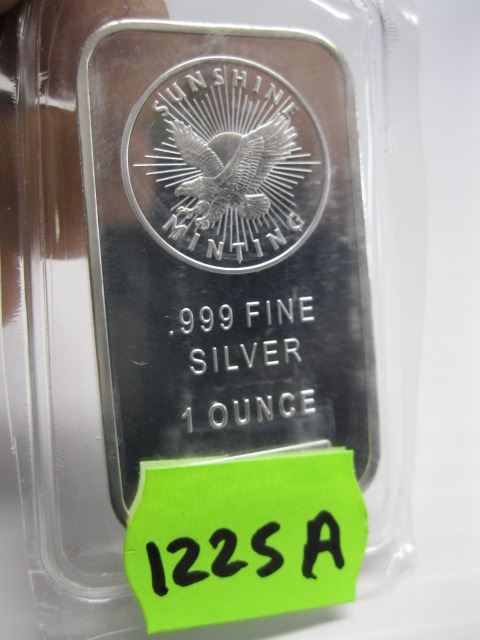 SUNSHINE
MINTING
.999 FINE
SILVER
1 OUNCE
1225A